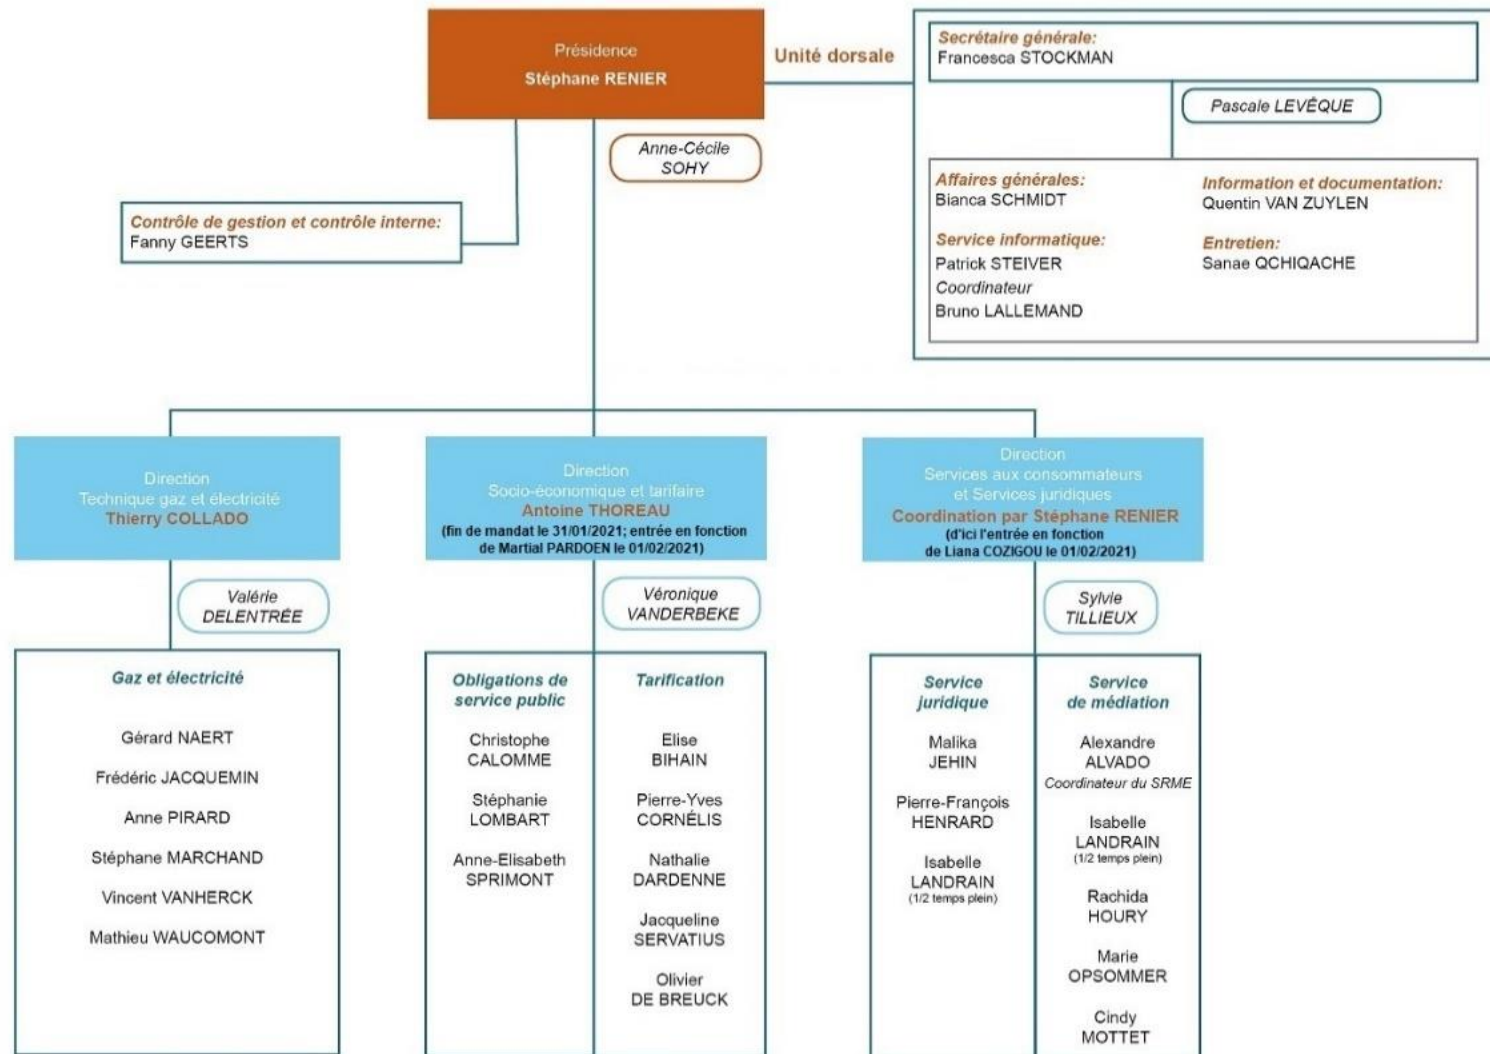 Présidence
Stéphane RENIER
Unité dorsale
Secrétaire générale:
Francesca STOCKMAN
Pascale LEVÊQUE
Anne-Cécile
SOHY
Affaires générales:
Bianca SCHMIDT
Service informatique:
Patrick STEIVER
Coordinateur
Bruno LALLEMAND
Information et documentation:
Quentin VAN ZUYLEN
Entretien:
Sanae QCHIQACHE
Contrôle de gestion et contrôle interne:
Fanny GEERTS
Direction
Technique gaz et électricité
Thierry COLLADO
Valérie
DELENTRÉE
Gaz et électricité
Gérard NAERT
Frédéric JACQUEMIN
Anne PIRARD
Stéphane MARCHAND
Vincent VANHERCK
Mathieu WAUCOMONT
Direction
Socio-économique et tarifaire
Antoine THOREAU
(fin de mandat le 31/01/2021; entrée en fonction
de Martial PARDOEN le 01/02/2021)
Véronique
VANDERBEKE
Obligations de
service public
Christophe
CALOMME
Stéphanie
LOMBART
Anne-Elisabeth
SPRIMONT
Tarification
Elise
BIHAIN
Pierre-Yves
CORNÉLIS
Nathalie
DARDENNE
Jacqueline
SERVATIUS
Olivier
DE BREUCK
Direction
Services aux consommateurs
et Services juridiques
Coordination par Stéphane RENIER
(d'ici l'entrée en fonction
de Liana COZIGOU le 01/02/2021)
Sylvie
TILLIEUX
Service
juridique
Malika
JEHIN
Pierre-François
HENRARD
Isabelle
LANDRAIN
(1/2 temps plein)
Service
de médiation
Alexandre
ALVADO
Coordinateur du SRME
Isabelle
LANDRAIN
(1/2 temps plein)
Rachida
HOURY
Marie
OPSOMMER
Cindy
MOTTET